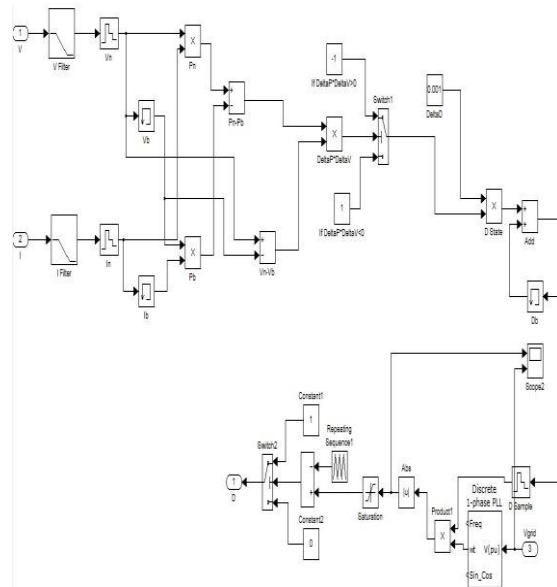 1
V
V Filter
Vn
X
Pn
Vb
+
-
Pn-Pb
-1
If DeltaP*DeltaV>0
Switch1
0.001
DeltaD
X
DeltaP*DeltaV
1
If DeltaP*DeltaV<0
X
D State
+
+
Add
2
I
I Filter
In
X
Pb
Ib
+
-
Vn-Vb
Db
Scope2
Constant1
1
Repeating
Sequence1
Switch2
1
D
-
+
Constant2
0
Saturation
Abs
|u|
Product1
X
Discrete
1-phase PLL
Freq
wt
V(pu)
Sin_Cos
D Sample
Vgrid
3